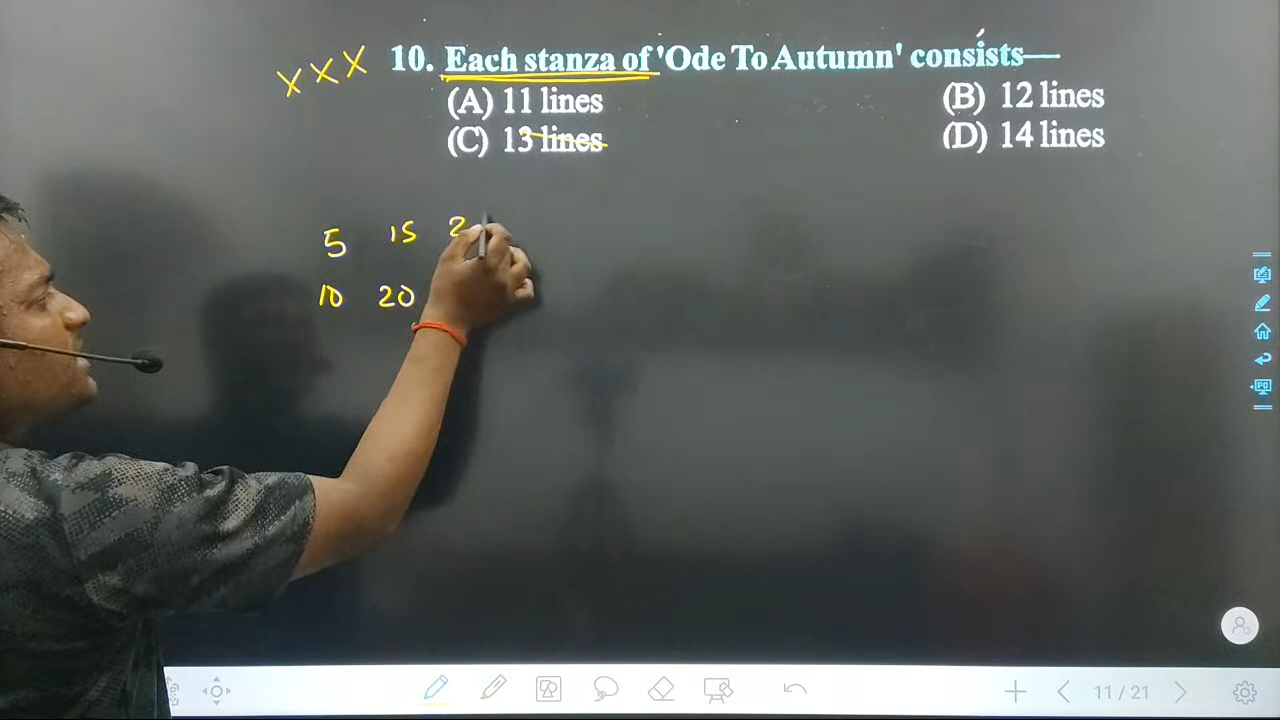 XXX 10. Each stanza of 'Ode To Autumn' consists—
(A) 11 lines (B) 12 lines
(C) 13 lines (D) 14 lines
5 15 2
10 20
11 / 21